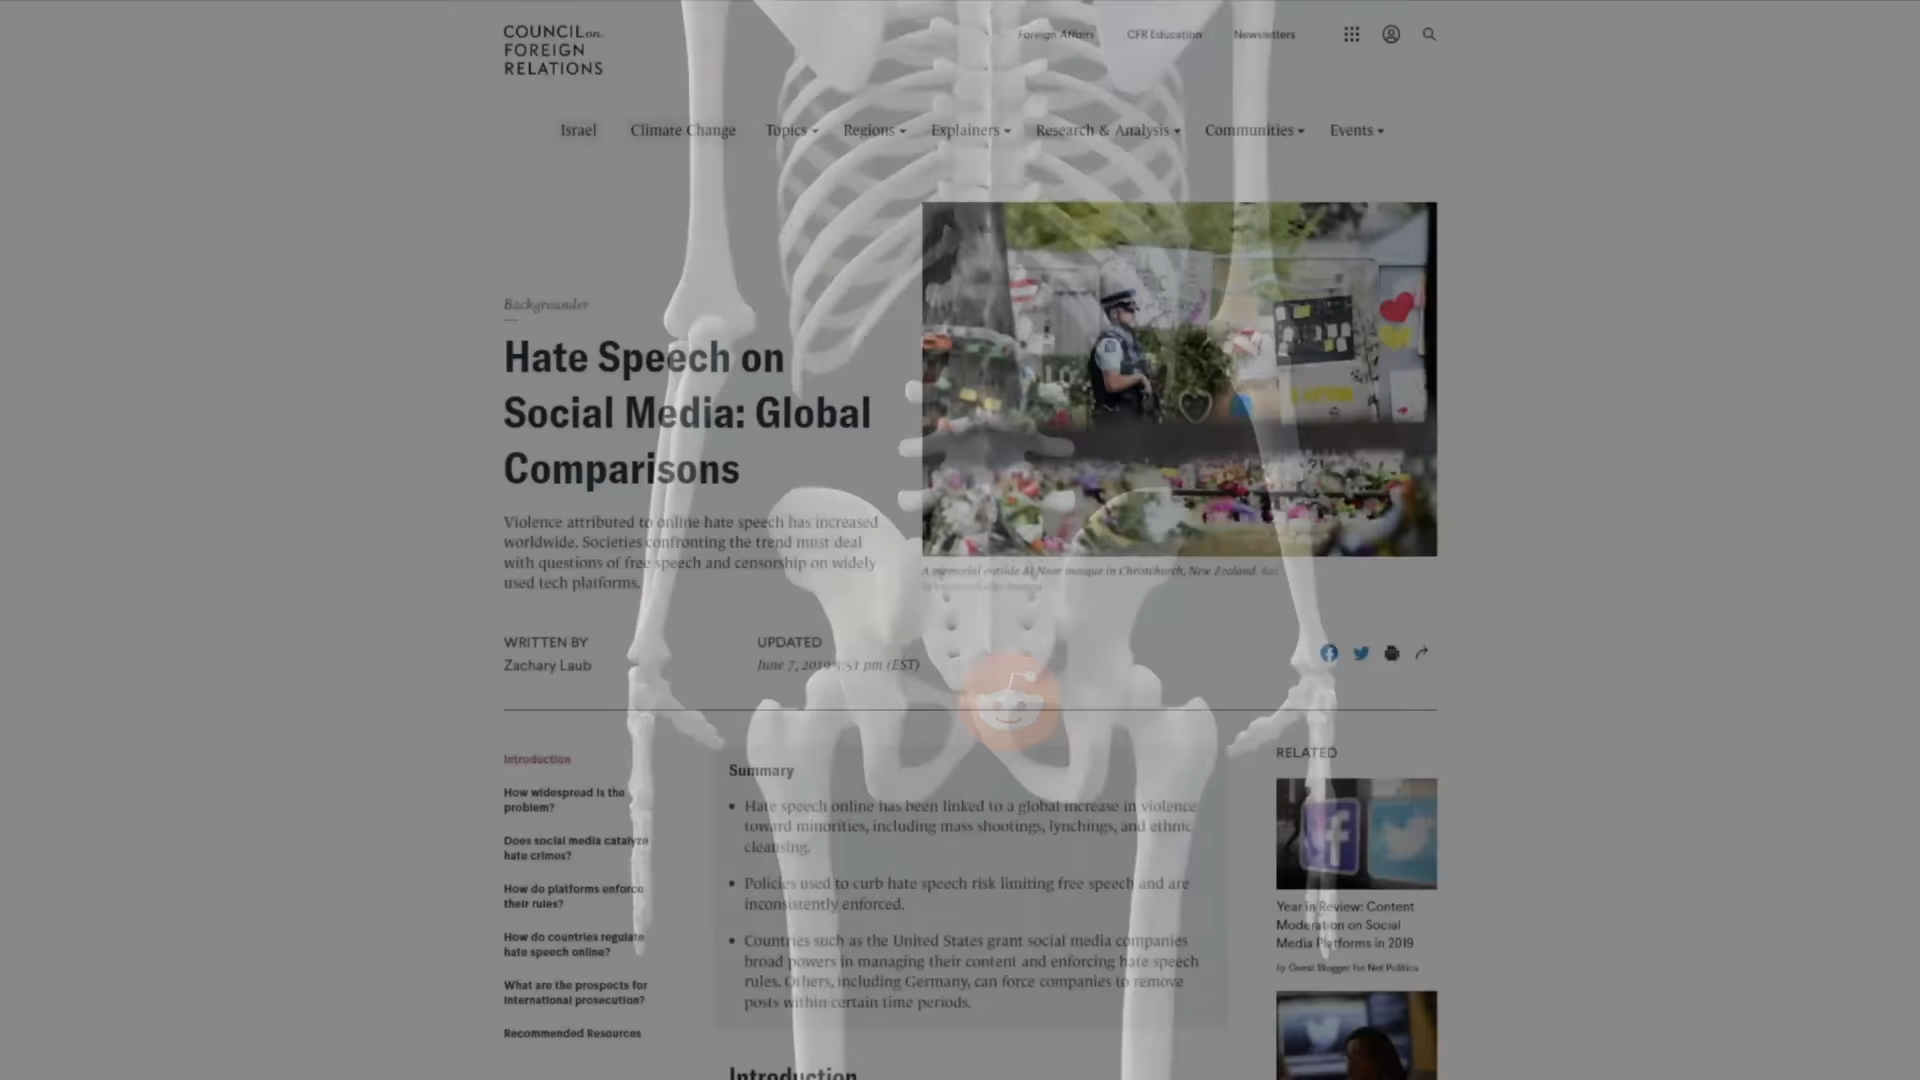 COUNCIL on
FOREIGN
RELATIONS
Foreign Affairs
CFR Education
Newsletters
Israel
Climate Change
Topics
Regions
Explainers
Research & Analysis
Communities
Events
Backgrounder
Hate Speech on
Social Media: Global
Comparisons
Violence attributed to online hate speech has increased
worldwide. Societies confronting the trend must deal
with questions of free speech and censorship on widely
used tech platforms.
A memorial outside Al Noor mosque in Christchurch, New Zealand.
WRITTEN BY
Zachary Laub
UPDATED
June 7, 2019 3:51 pm (EST)
Introduction
How widespread is the
problem?
Does social media catalyze
hate crimes?
How do platforms enforce
their rules?
How do countries regulate
hate speech online?
What are the prospects for
international prosecution?
Recommended Resources
Summary
Hate speech online has been linked to a global increase in violence
toward minorities, including mass shootings, lynchings, and ethnic
cleansing.
Policies used to curb hate speech risk limiting free speech and are
inconsistently enforced.
Countries such as the United States grant social media companies
broad powers in managing their content and enforcing hate speech
rules. Others, including Germany, can force companies to remove
posts within certain time periods.
Introduction
RELATED
Year in Review: Content
Moderation on Social
Media Platforms in 2019
by Guest Blogger for Net Politics